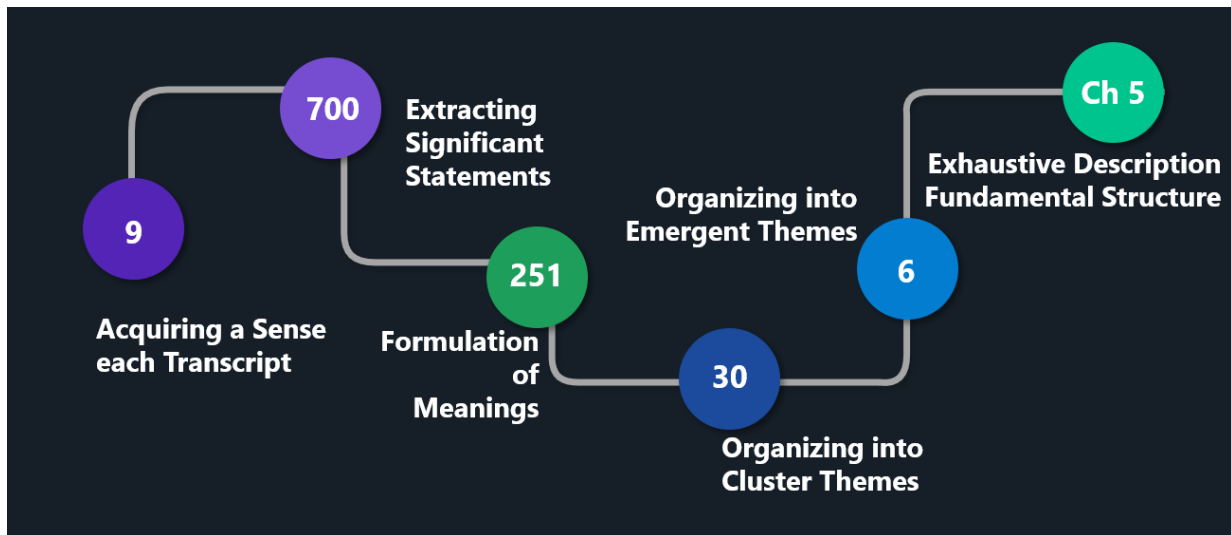 9
Acquiring a Sense
each Transcript
700
Extracting
Significant
Statements
251
Formulation
of
Meanings
30
Organizing into
Cluster Themes
6
Organizing into
Emergent Themes
Ch 5
Exhaustive Description
Fundamental Structure